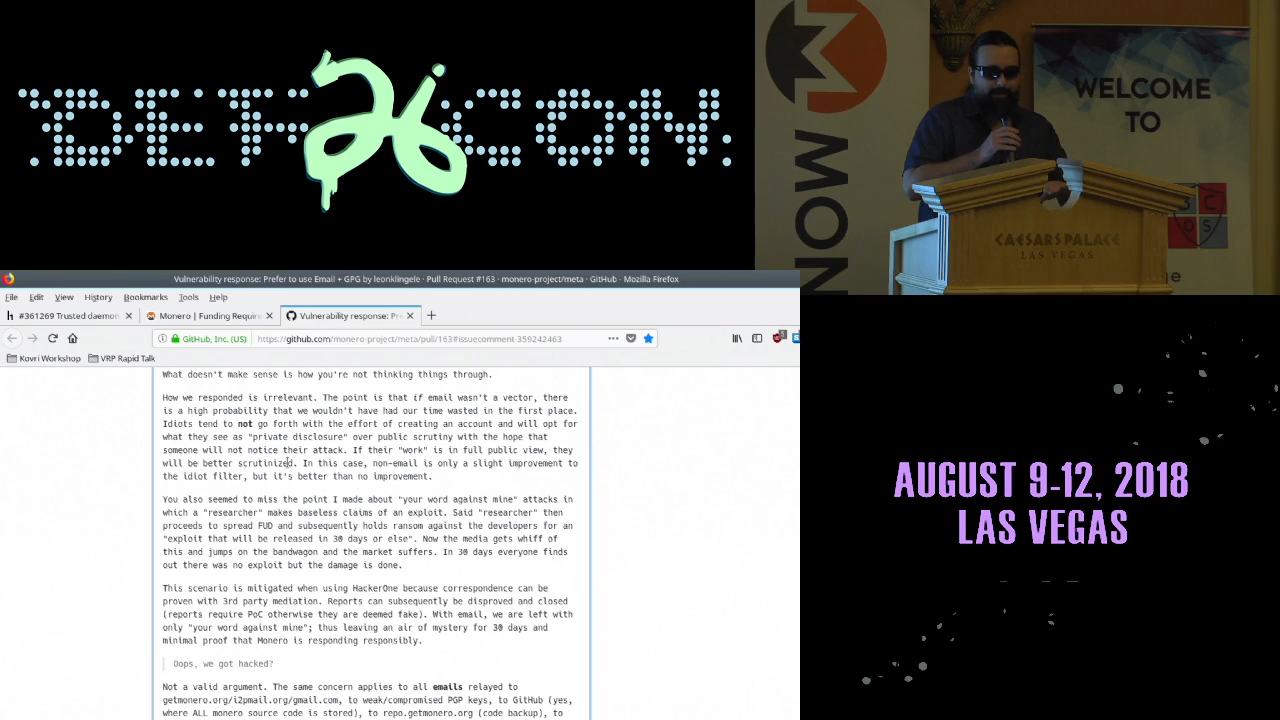 DEF 26 CON
MONERO
WELCOME
TO
CAESARS PALACE
LAS VEGAS
Vulnerability response: Prefer to use Email + GPG by leonklingele · Pull Request #163 · monero-project/meta · GitHub - Mozilla Firefox
File Edit View History Bookmarks Tools Help
#361269 Trusted daemon
Monero | Funding Require
Vulnerability response: Pre
GitHub, Inc. (US) https://github.com/monero-project/meta/pull/163#issuecomment-359242463
Kovri Workshop VRP Rapid Talk
What doesn't make sense is how you're not thinking things through.
How we responded is irrelevant. The point is that if email wasn't a vector, there
is a high probability that we wouldn't have had our time wasted in the first place.
Idiots tend to not go forth with the effort of creating an account and will opt for
what they see as "private disclosure" over public scrutiny with the hope that
someone will not notice their attack. If their "work" is in full public view, they
will be better scrutinized. In this case, non-email is only a slight improvement to
the idiot filter, but it's better than no improvement.
You also seemed to miss the point I made about "your word against mine" attacks in
which a "researcher" makes baseless claims of an exploit. Said "researcher" then
proceeds to spread FUD and subsequently holds ransom against the developers for an
"exploit that will be released in 30 days or else". Now the media gets whiff of
this and jumps on the bandwagon and the market suffers. In 30 days everyone finds
out there was no exploit but the damage is done.
This scenario is mitigated when using HackerOne because correspondence can be
proven with 3rd party mediation. Reports can subsequently be disproved and closed
(reports require PoC otherwise they are deemed fake). With email, we are left with
only "your word against mine"; thus leaving an air of mystery for 30 days and
minimal proof that Monero is responding responsibly.
Oops, we got hacked?
Not a valid argument. The same concern applies to all emails relayed to
getmonero.org/i2pmail.org/gmail.com, to weak/compromised PGP keys, to GitHub (yes,
where ALL monero source code is stored), to repo.getmonero.org (code backup), to
AUGUST 9-12, 2018
LAS VEGAS